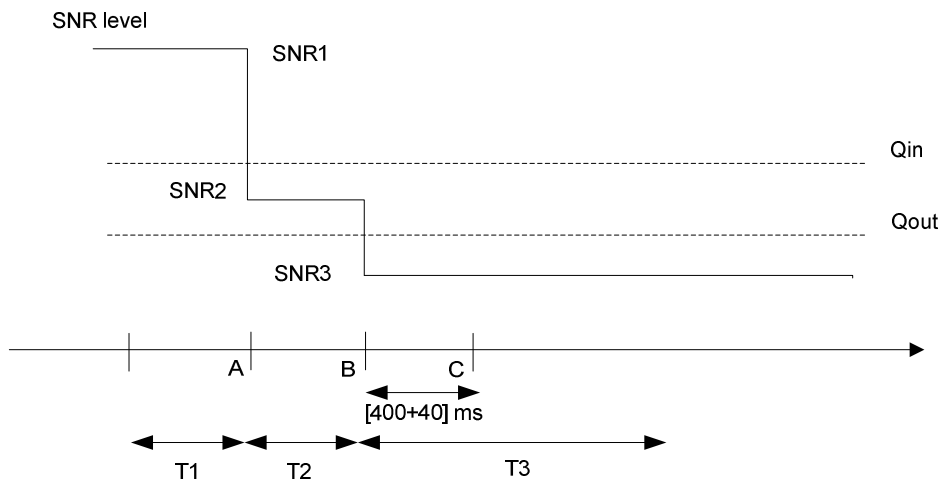 SNR level
SNR1
Qin
SNR2
Qout
SNR3
A
B
C
[400+40] ms
T1
T2
T3